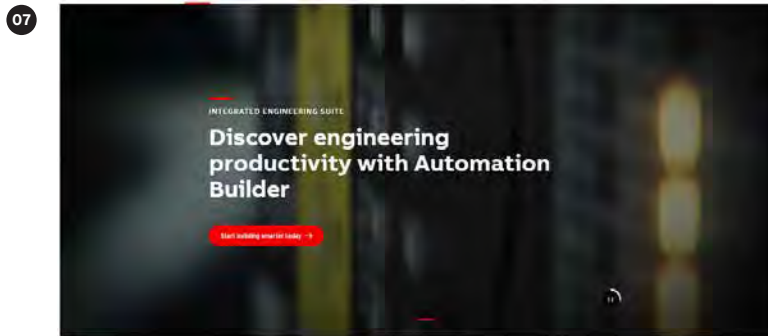 07
INTEGRATED ENGINEERING SUITE
Discover engineering
productivity with Automation
Builder
Start building smarter today →